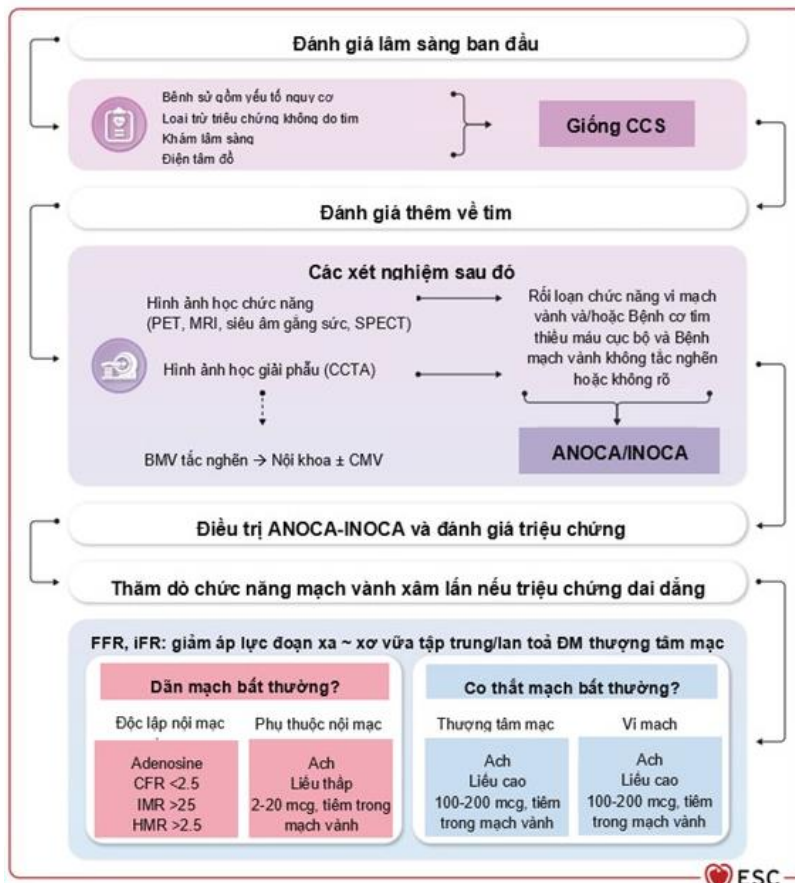 Đánh giá lâm sàng ban đầu
Bệnh sử gồm yếu tố nguy cơ
Loại trừ triệu chứng không do tim
Khám lâm sàng
Điện tâm đồ
Giống CCS
Đánh giá thêm về tim
Các xét nghiệm sau đó
Hình ảnh học chức năng
(PET, MRI, siêu âm gắng sức, SPECT)
Hình ảnh học giải phẫu (CCTA)
BMV tắc nghẽn → Nội khoa ± CMV
Rối loạn chức năng vi mạch
vành và/hoặc Bệnh cơ tim
thiếu máu cục bộ và Bệnh
mạch vành không tắc nghẽn
hoặc không rõ
ANOCA/INOCA
Điều trị ANOCA-INOCA và đánh giá triệu chứng
Thăm dò chức năng mạch vành xâm lấn nếu triệu chứng dai dẳng
FFR, iFR: giảm áp lực đoạn xa ~ xơ vữa tập trung/lan toả ĐM thượng tâm mạc
Dãn mạch bất thường?
Độc lập nội mạc
Adenosine
CFR <2.5
IMR >25
HMR >2.5
Phụ thuộc nội mạc
Ach
Liều thấp
2-20 mcg, tiêm trong
mạch vành
Co thắt mạch bất thường?
Thượng tâm mạc
Ach
Liều cao
100-200 mcg, tiêm
trong mạch vành
Vi mạch
Ach
Liều cao
100-200 mcg, tiêm
trong mạch vành
ESC